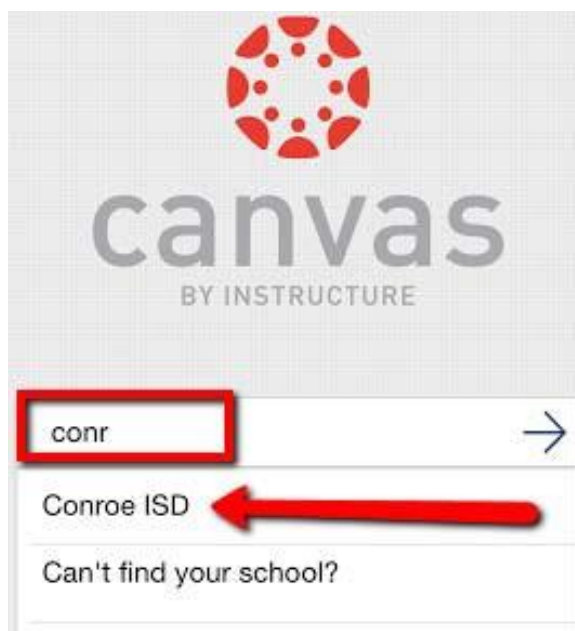 canvas
BY INSTRUCTURE
conr
Conroe ISD
Can't find your school?